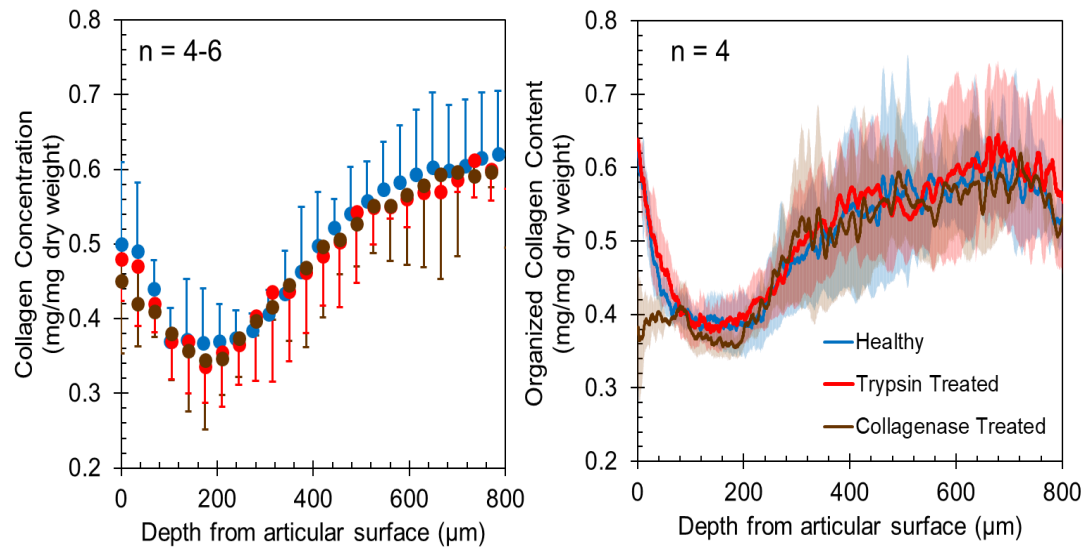 n = 4-6
Collagen Concentration
(mg/mg dry weight)
0.8
0.7
0.6
0.5
0.4
0.3
0.2
0
200
400
600
800
Depth from articular surface (µm)
n = 4
Organized Collagen Content
(mg/mg dry weight)
0.8
0.7
0.6
0.5
0.4
0.3
0.2
Healthy
Trypsin Treated
Collagenase Treated
0
200
400
600
800
Depth from articular surface (µm)